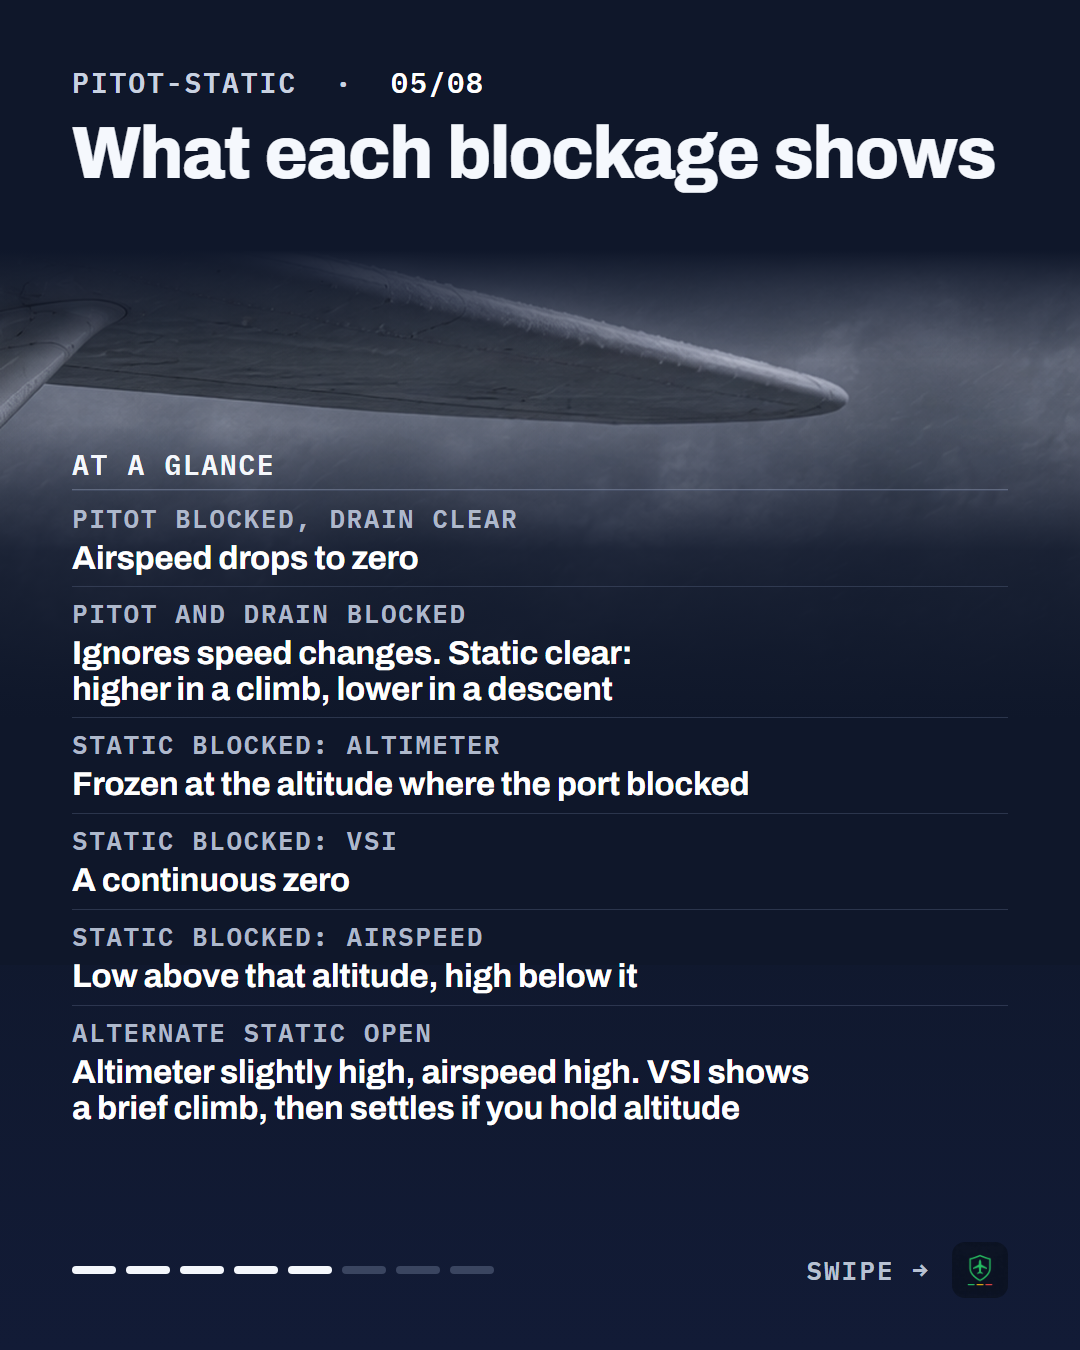 PITOT-STATIC · 05/08
What each blockage shows
AT A GLANCE
PITOT BLOCKED, DRAIN CLEAR
Airspeed drops to zero
PITOT AND DRAIN BLOCKED
Ignores speed changes. Static clear:
higher in a climb, lower in a descent
STATIC BLOCKED: ALTIMETER
Frozen at the altitude where the port blocked
STATIC BLOCKED: VSI
A continuous zero
STATIC BLOCKED: AIRSPEED
Low above that altitude, high below it
ALTERNATE STATIC OPEN
Altimeter slightly high, airspeed high. VSI shows
a brief climb, then settles if you hold altitude
SWIPE →